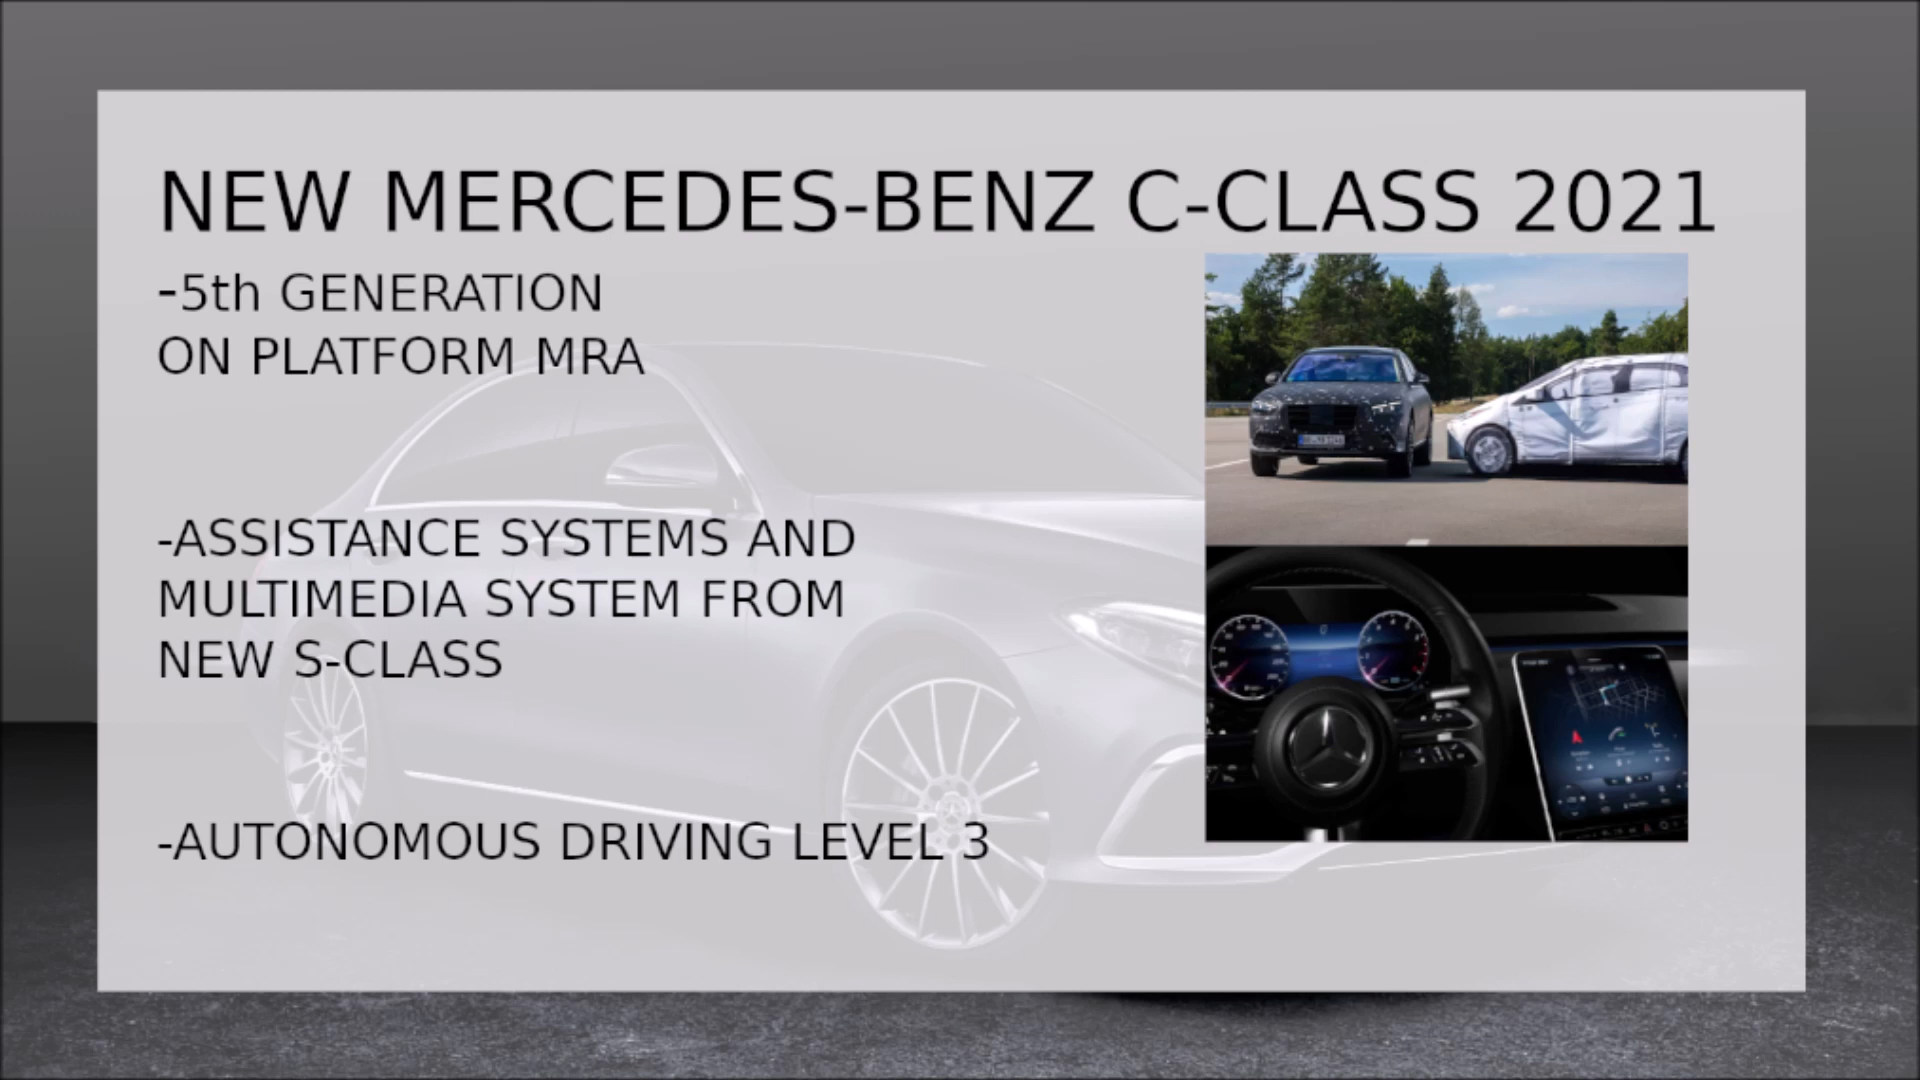 NEW MERCEDES-BENZ C-CLASS 2021
-5th GENERATION
ON PLATFORM MRA
-ASSISTANCE SYSTEMS AND
MULTIMEDIA SYSTEM FROM
NEW S-CLASS
-AUTONOMOUS DRIVING LEVEL 3